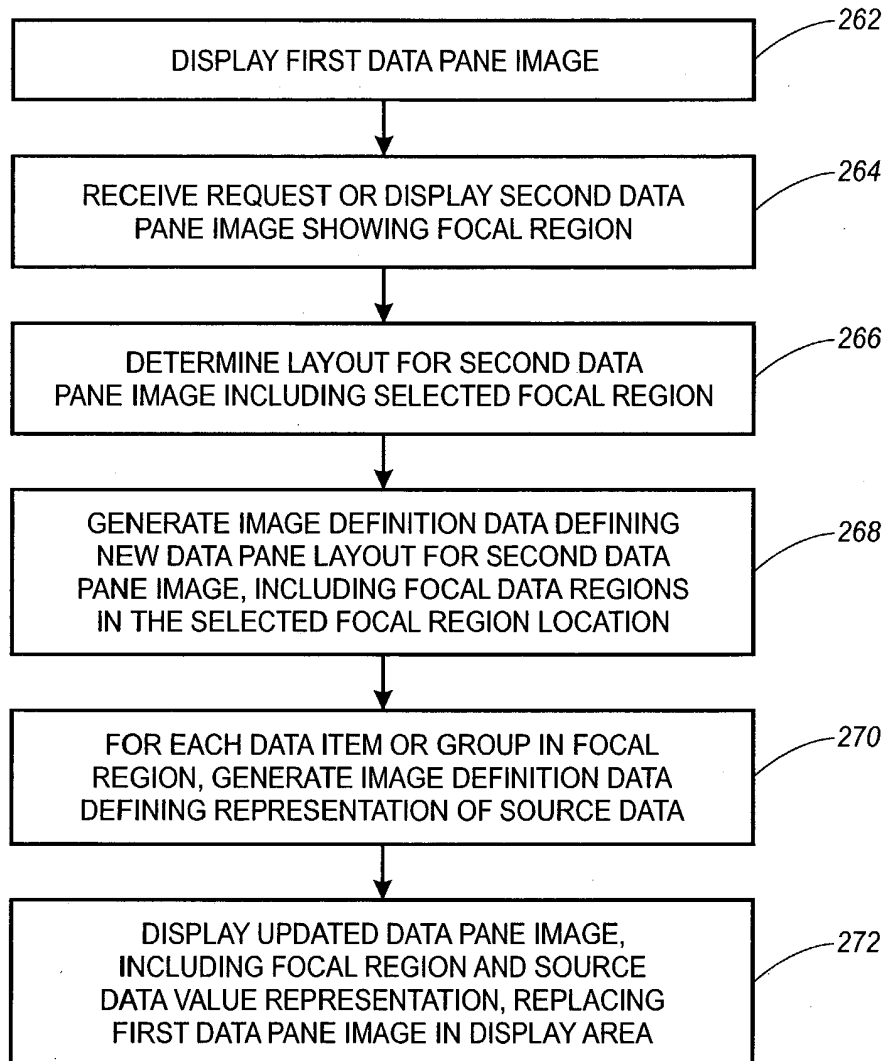 262
DISPLAY FIRST DATA PANE IMAGE
264
RECEIVE REQUEST OR DISPLAY SECOND DATA
PANE IMAGE SHOWING FOCAL REGION
266
DETERMINE LAYOUT FOR SECOND DATA
PANE IMAGE INCLUDING SELECTED FOCAL REGION
268
GENERATE IMAGE DEFINITION DATA DEFINING
NEW DATA PANE LAYOUT FOR SECOND DATA
PANE IMAGE, INCLUDING FOCAL DATA REGIONS
IN THE SELECTED FOCAL REGION LOCATION
270
FOR EACH DATA ITEM OR GROUP IN FOCAL
REGION, GENERATE IMAGE DEFINITION DATA
DEFINING REPRESENTATION OF SOURCE DATA
272
DISPLAY UPDATED DATA PANE IMAGE,
INCLUDING FOCAL REGION AND SOURCE
DATA VALUE REPRESENTATION, REPLACING
FIRST DATA PANE IMAGE IN DISPLAY AREA